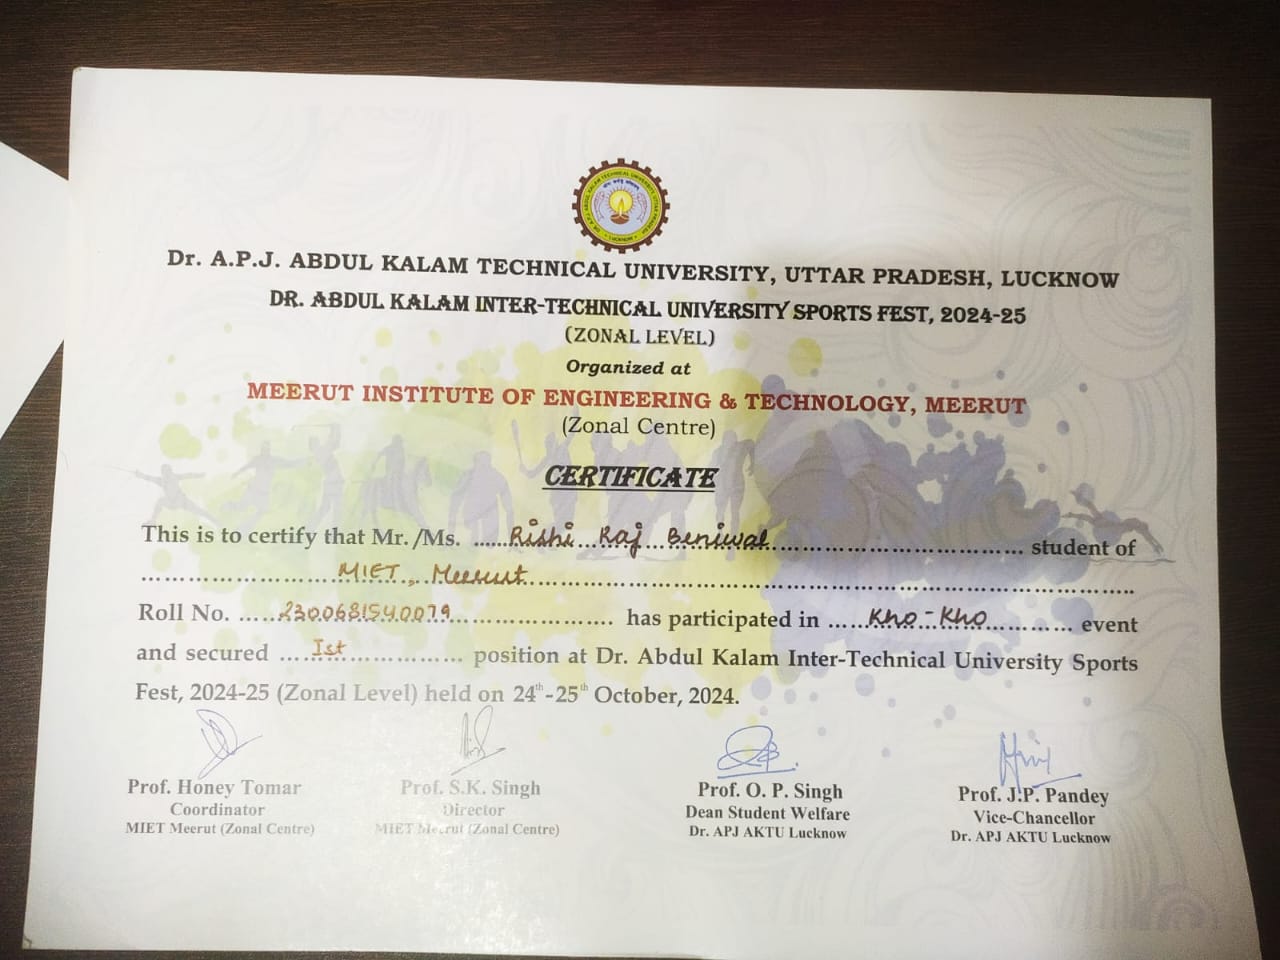 Dr. A.P.J. ABDUL KALAM TECHNICAL UNIVERSITY, UTTAR PRADESH, LUCKNOW
DR. ABDUL KALAM INTER-TECHNICAL UNIVERSITY SPORTS FEST, 2024-25
(ZONAL LEVEL)
Organized at
MEERUT INSTITUTE OF ENGINEERING & TECHNOLOGY, MEERUT
(Zonal Centre)
CERTIFICATE
This is to certify that Mr./Ms. Rishi Raj Beniwal student of
MIET, Meerut
Roll No. 2300681540079 has participated in Kho-Kho event
and secured Ist position at Dr. Abdul Kalam Inter-Technical University Sports
Fest, 2024-25 (Zonal Level) held on 24th-25th October, 2024.
Prof. Honey Tomar Prof. S.K. Singh Prof. O. P. Singh Prof. J.P. Pandey
Coordinator Director Dean Student Welfare Vice-Chancellor
MIET Meerut (Zonal Centre) MIET Meerut (Zonal Centre) Dr. APJ AKTU Lucknow Dr. APJ AKTU Lucknow